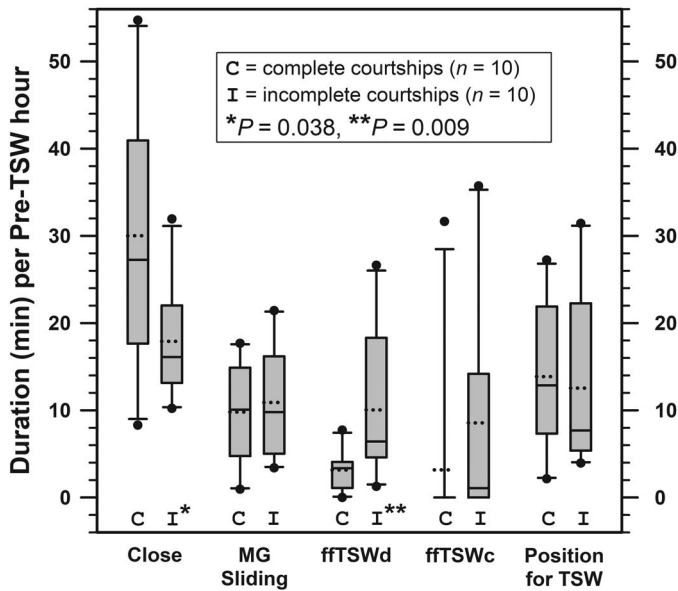 50
40
30
20
10
0
Duration (min) per Pre-TSW hour
C = complete courtships (n = 10)
I = incomplete courtships (n = 10)
*P = 0.038, **P = 0.009
50
40
30
20
10
0
C I* C I C I** C I C I
Close MG Sliding ffTSWd ffTSWc Position for TSW